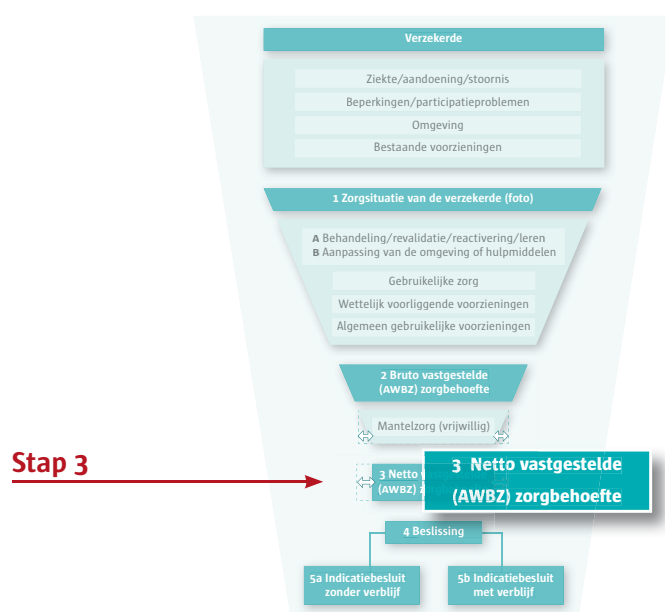 Verzekerde
Ziekte/aandoening/stoornis
Beperkingen/participatieproblemen
Omgeving
Bestaande voorzieningen
1 Zorgsituatie van de verzekerde (foto)
A Behandeling/revalidatie/reactivering/leren
B Aanpassing van de omgeving of hulpmiddelen
Gebruikelijke zorg
Wettelijk voorliggende voorzieningen
Algemeen gebruikelijke voorzieningen
2 Bruto vastgestelde
(AWBZ) zorgbehoefte
Mantelzorg (vrijwillig)
Stap 3
3 Netto
(AWBZ)
3 Netto vastgestelde
(AWBZ) zorgbehoefte
4 Beslissing
5a Indicatiebesluit
zonder verblijf
5b Indicatiebesluit
met verblijf